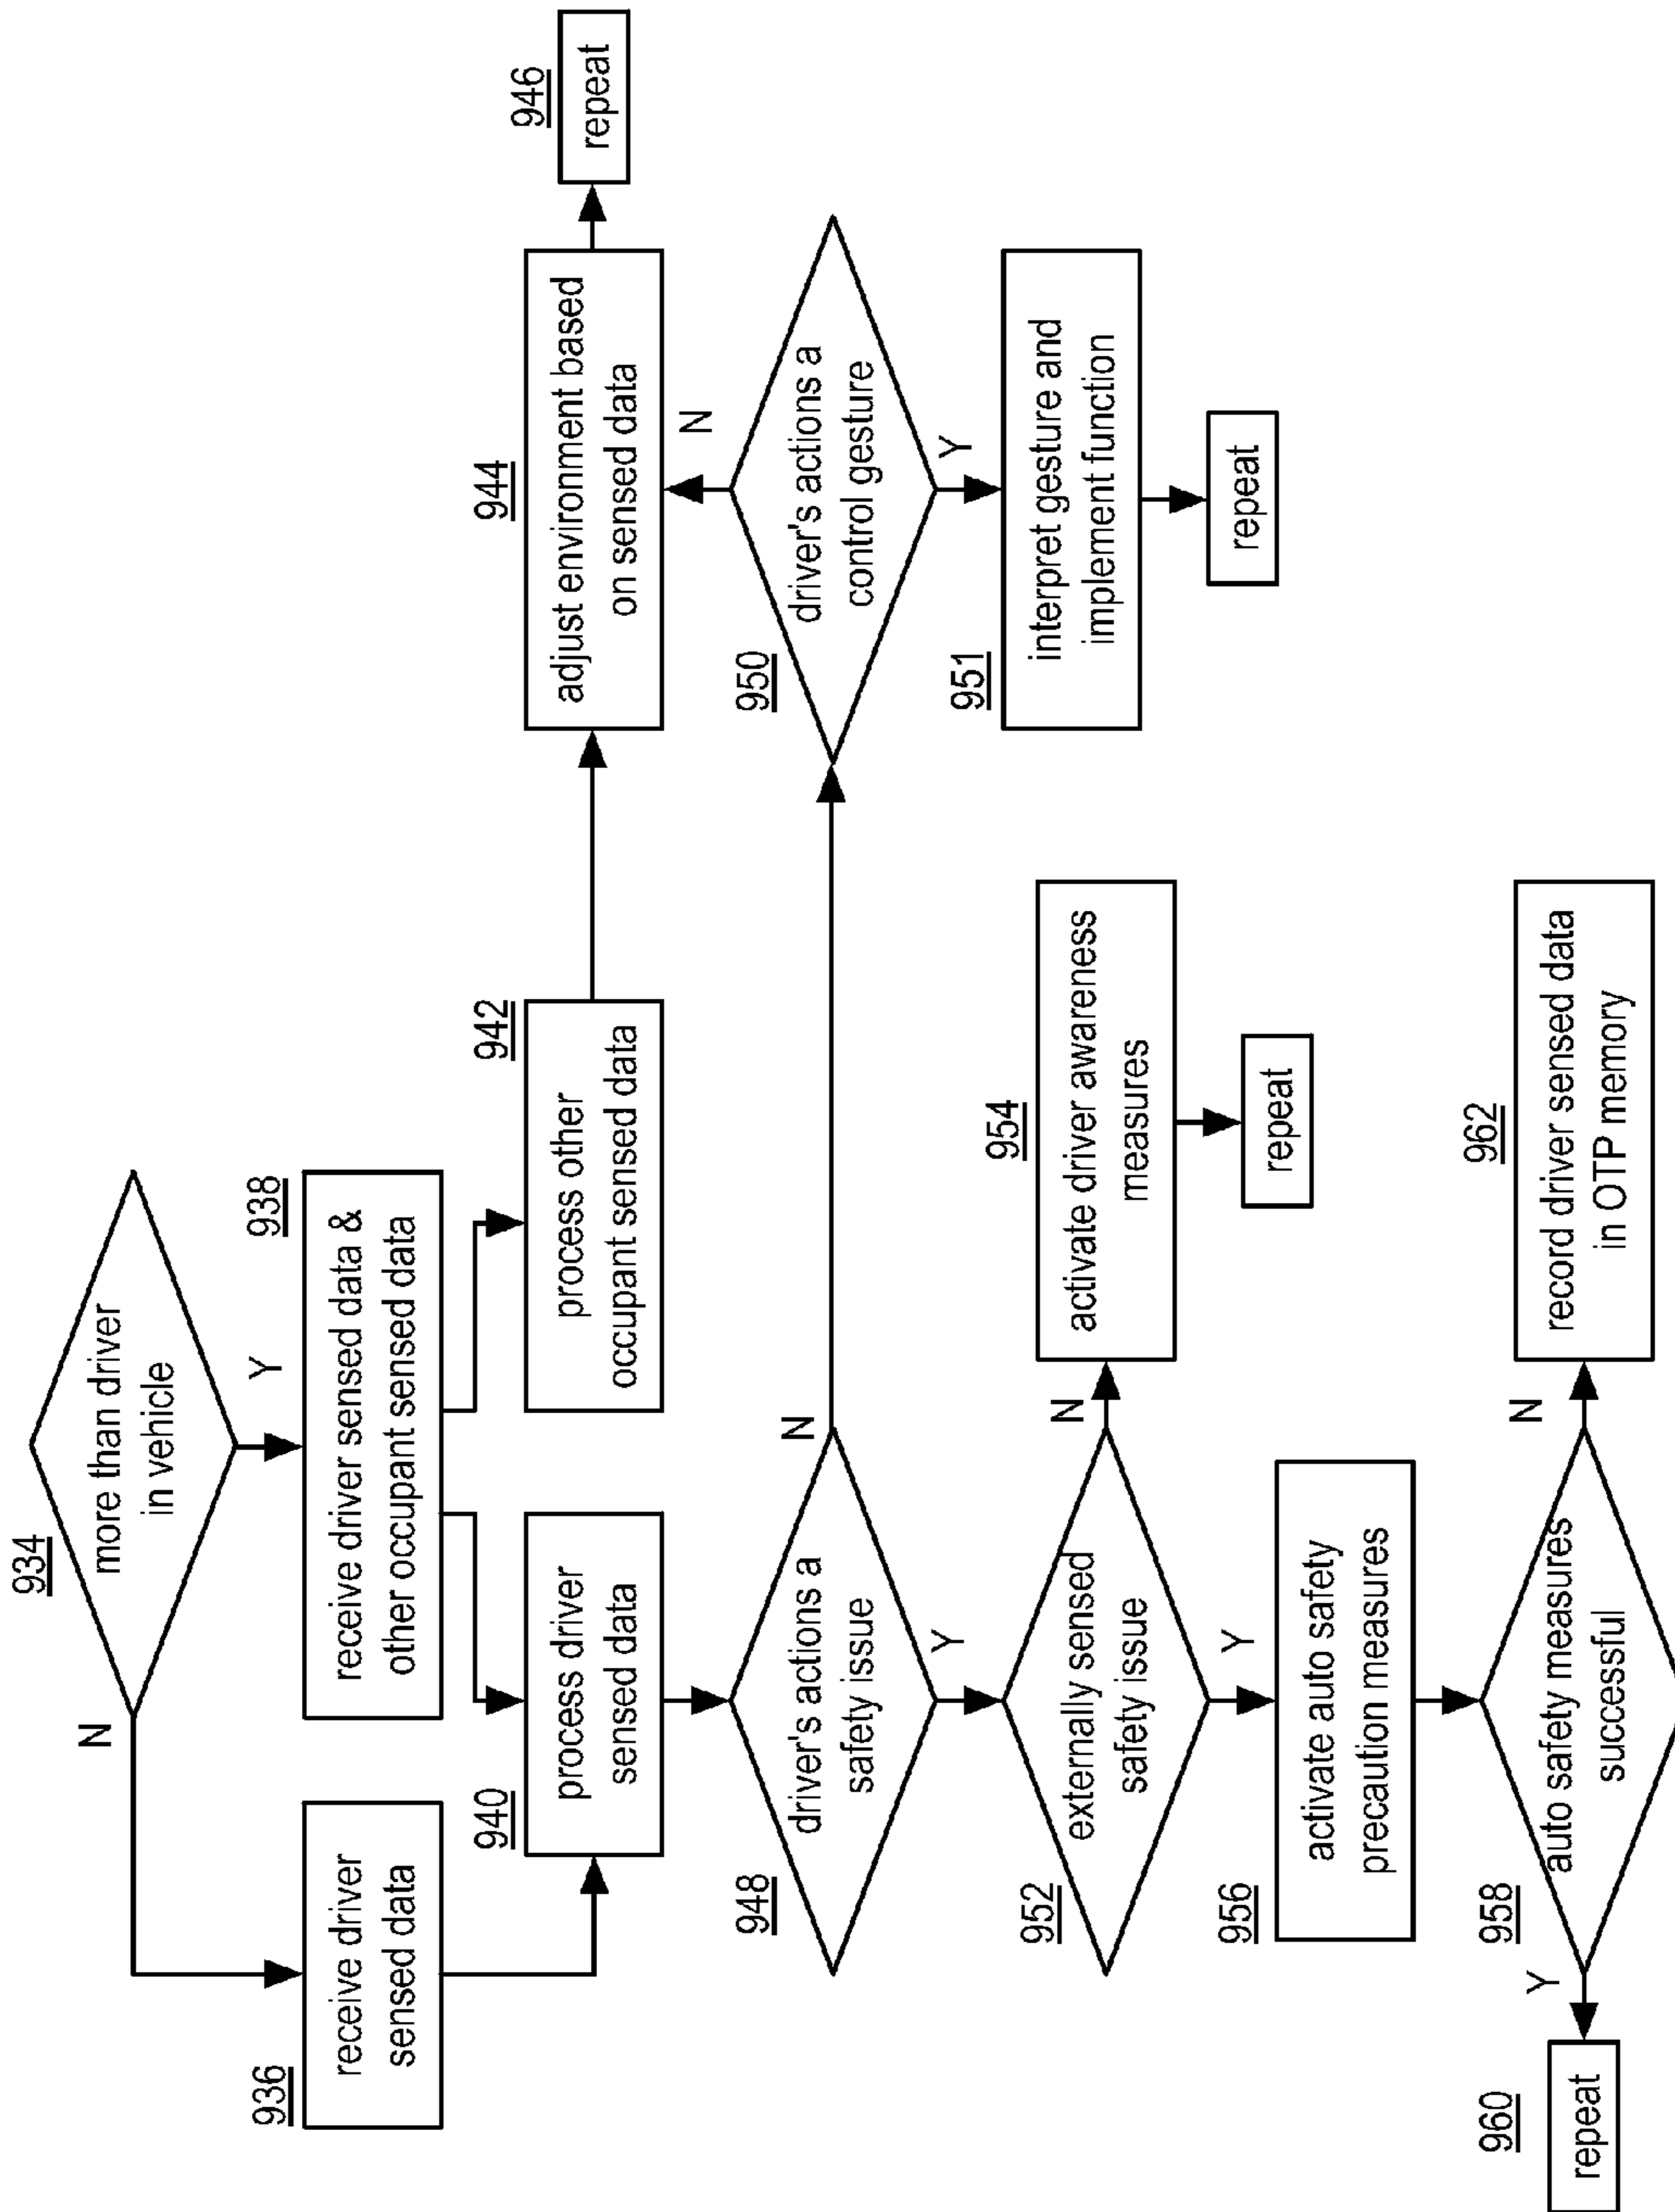 934
more than driver
in vehicle
N
Y
936
receive driver
sensed data
938
receive driver sensed data &
other occupant sensed data
940
process driver
sensed data
942
process other
occupant sensed data
944
adjust environment based
on sensed data
946
repeat
948
driver's actions a
safety issue
N
Y
950
driver's actions a
control gesture
N
Y
951
interpret gesture and
implement function
repeat
952
externally sensed
safety issue
N
Y
954
activate driver awareness
measures
repeat
956
activate auto safety
precaution measures
958
auto safety measures
successful
Y
N
960
repeat
962
record driver sensed data
in OTP memory